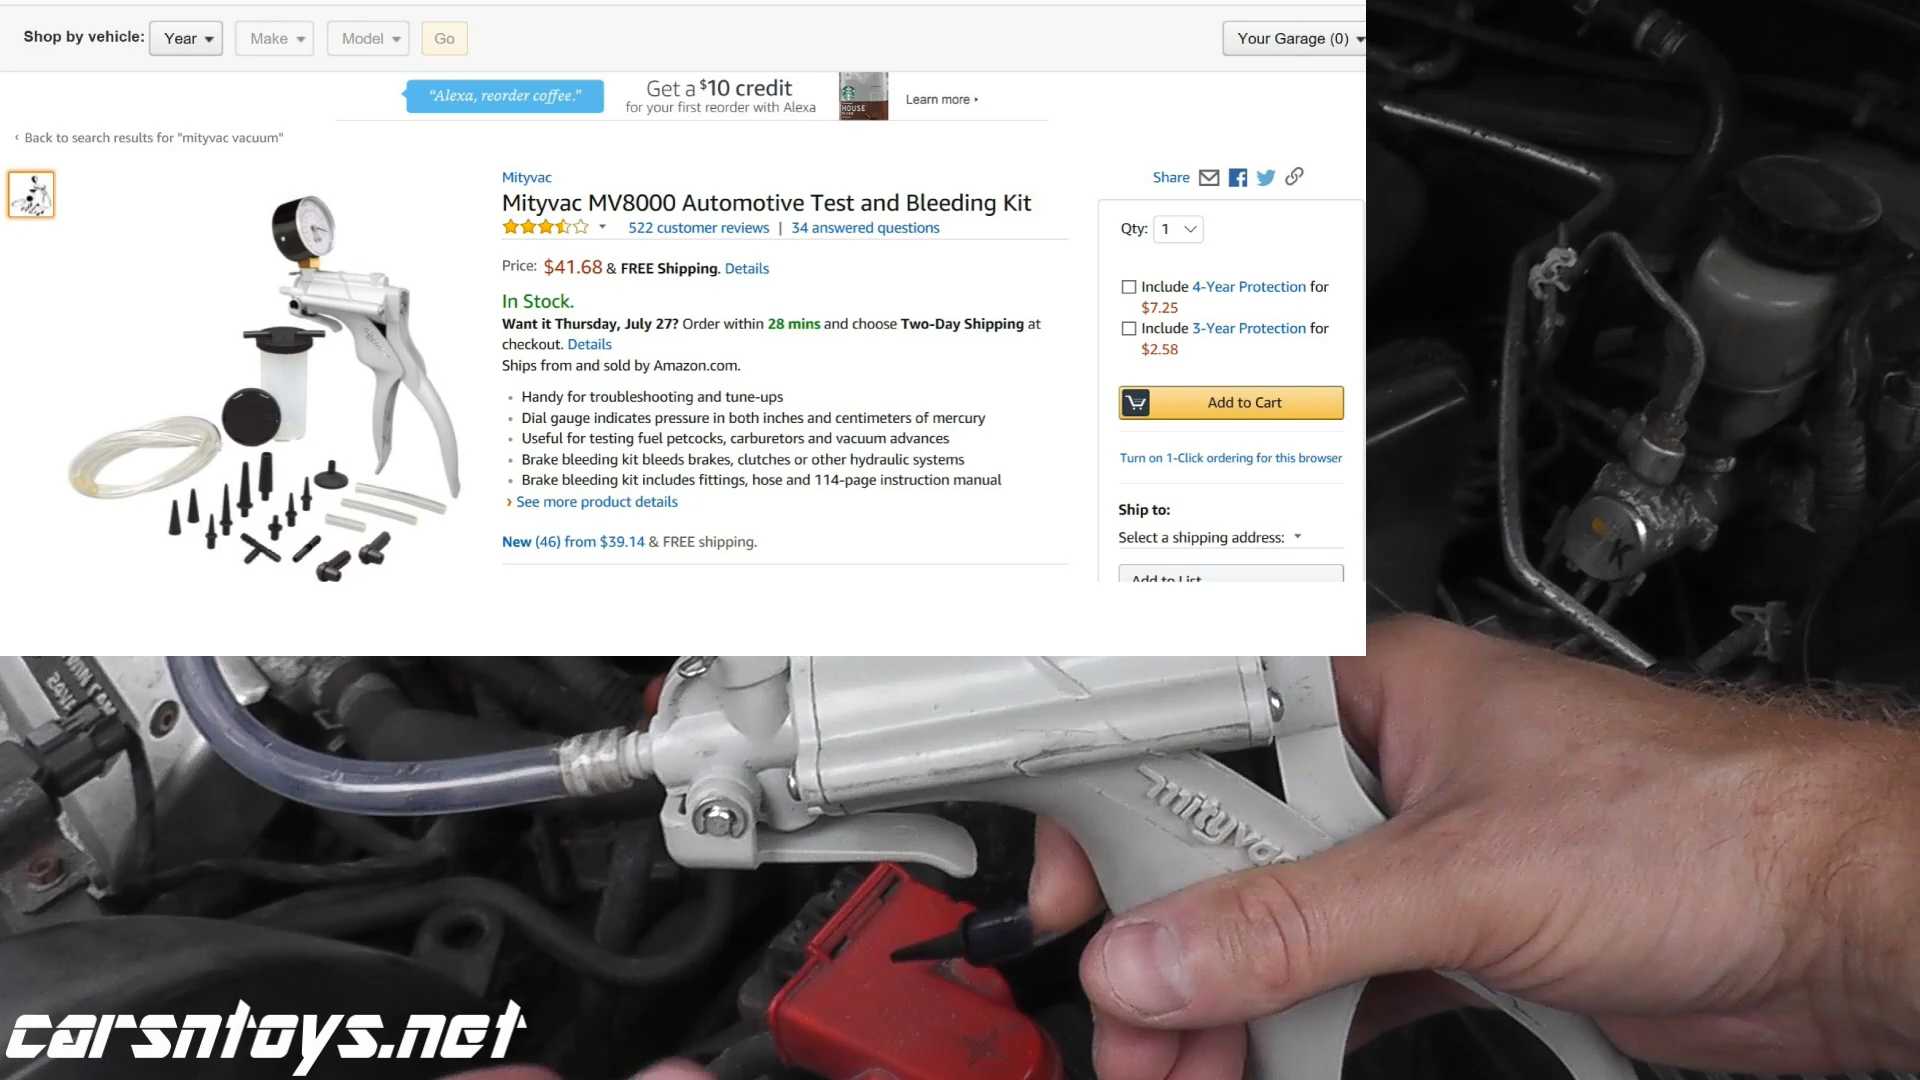 Shop by vehicle: Year Make Model Go Your Garage (0)
"Alexa, reorder coffee."
Get a $10 credit
for your first reorder with Alexa
HOUSE
Learn more
Back to search results for "mityvac vacuum"
Mityvac
Mityvac MV8000 Automotive Test and Bleeding Kit
522 customer reviews | 34 answered questions
Price: $41.68 & FREE Shipping. Details
In Stock.
Want it Thursday, July 27? Order within 28 mins and choose Two-Day Shipping at
checkout. Details
Ships from and sold by Amazon.com.
Handy for troubleshooting and tune-ups
Dial gauge indicates pressure in both inches and centimeters of mercury
Useful for testing fuel petcocks, carburetors and vacuum advances
Brake bleeding kit bleeds brakes, clutches or other hydraulic systems
Brake bleeding kit includes fittings, hose and 114-page instruction manual
See more product details
New (46) from $39.14 & FREE shipping.
Share
Qty: 1
Include 4-Year Protection for
$7.25
Include 3-Year Protection for
$2.58
Add to Cart
Turn on 1-Click ordering for this browser
Ship to:
Select a shipping address:
Add to List
K
mityvac
carsntoys.net